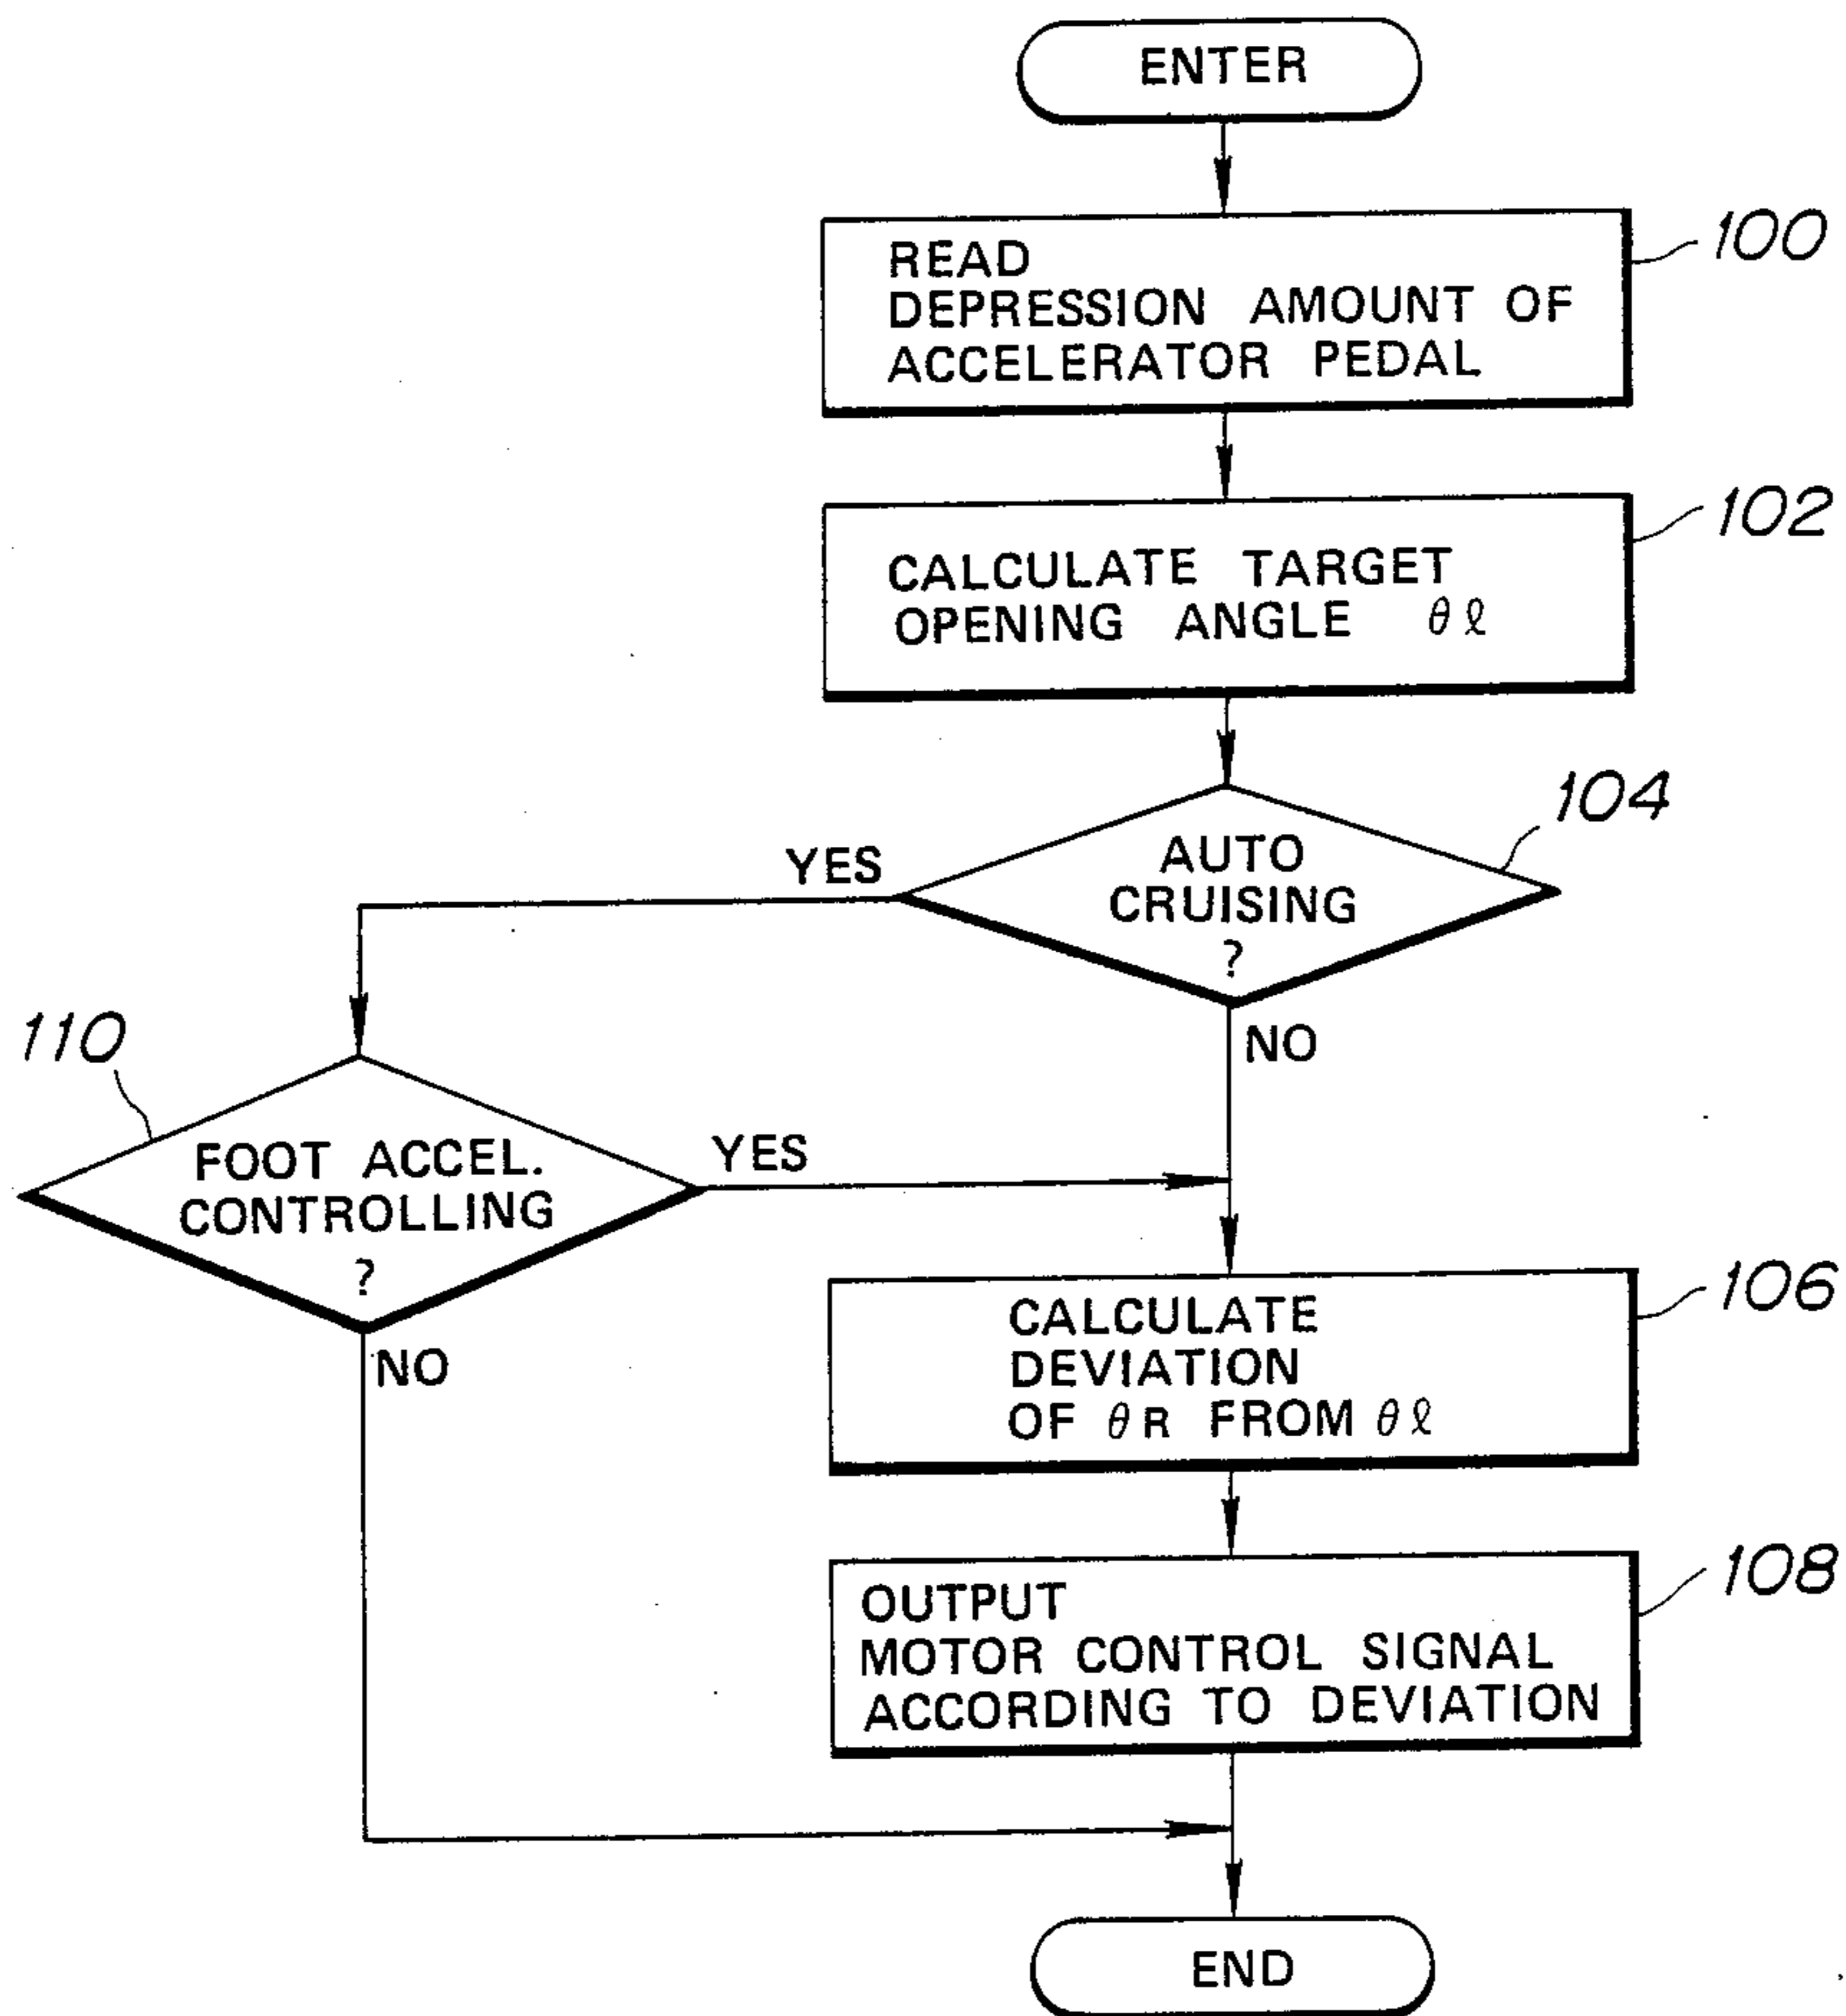 ENTER
READ
DEPRESSION AMOUNT OF
ACCELERATOR PEDAL
100
CALCULATE TARGET
OPENING ANGLE θℓ
102
AUTO
CRUISING
?
104
YES
NO
110
FOOT ACCEL.
CONTROLLING
?
YES
NO
CALCULATE
DEVIATION
OF θR FROM θℓ
106
OUTPUT
MOTOR CONTROL SIGNAL
ACCORDING TO DEVIATION
108
END